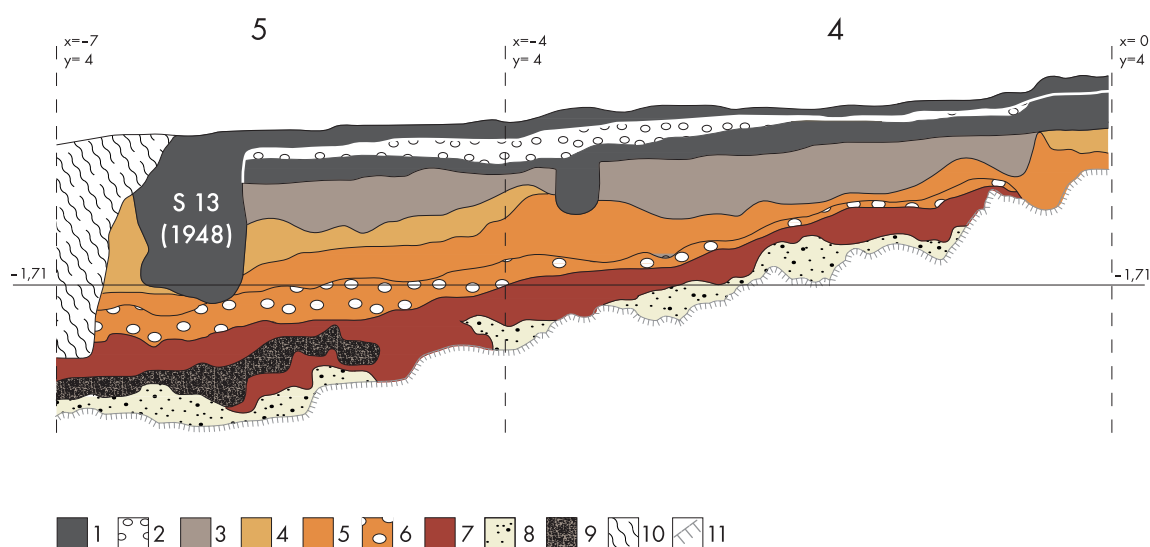 5
4
x=-7
y= 4
x=-4
y= 4
x= 0
y=4
S 13
(1948)
-1,71
-1,71
1 2 3 4 5 6 7 8 9 10 11